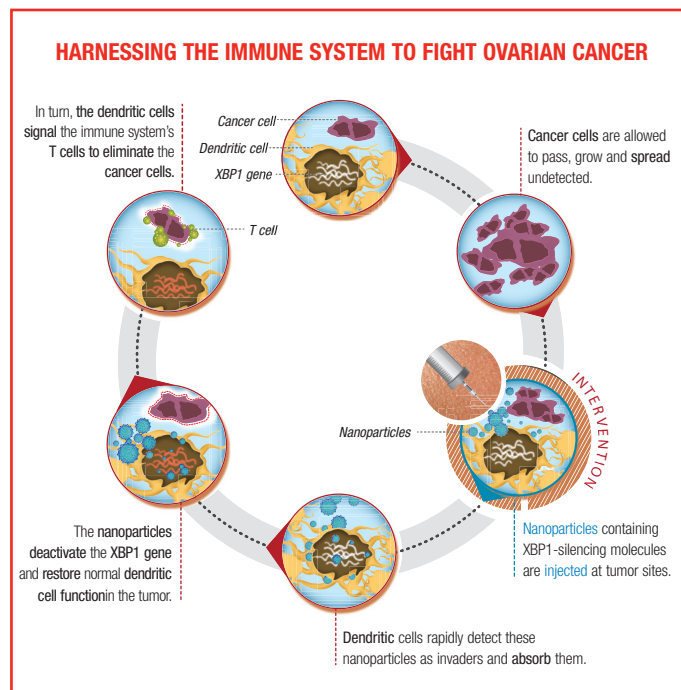 HARNESSING THE IMMUNE SYSTEM TO FIGHT OVARIAN CANCER
In turn, the dendritic cells
signal the immune system's
T cells to eliminate the
cancer cells.
Cancer cell
Dendritic cell
XBP1 gene
Cancer cells are allowed
to pass, grow and spread
undetected.
T cell
INTERVENTION
Nanoparticles
Nanoparticles containing
XBP1-silencing molecules
are injected at tumor sites.
The nanoparticles
deactivate the XBP1 gene
and restore normal dendritic
cell functionin the tumor.
Dendritic cells rapidly detect these
nanoparticles as invaders and absorb them.